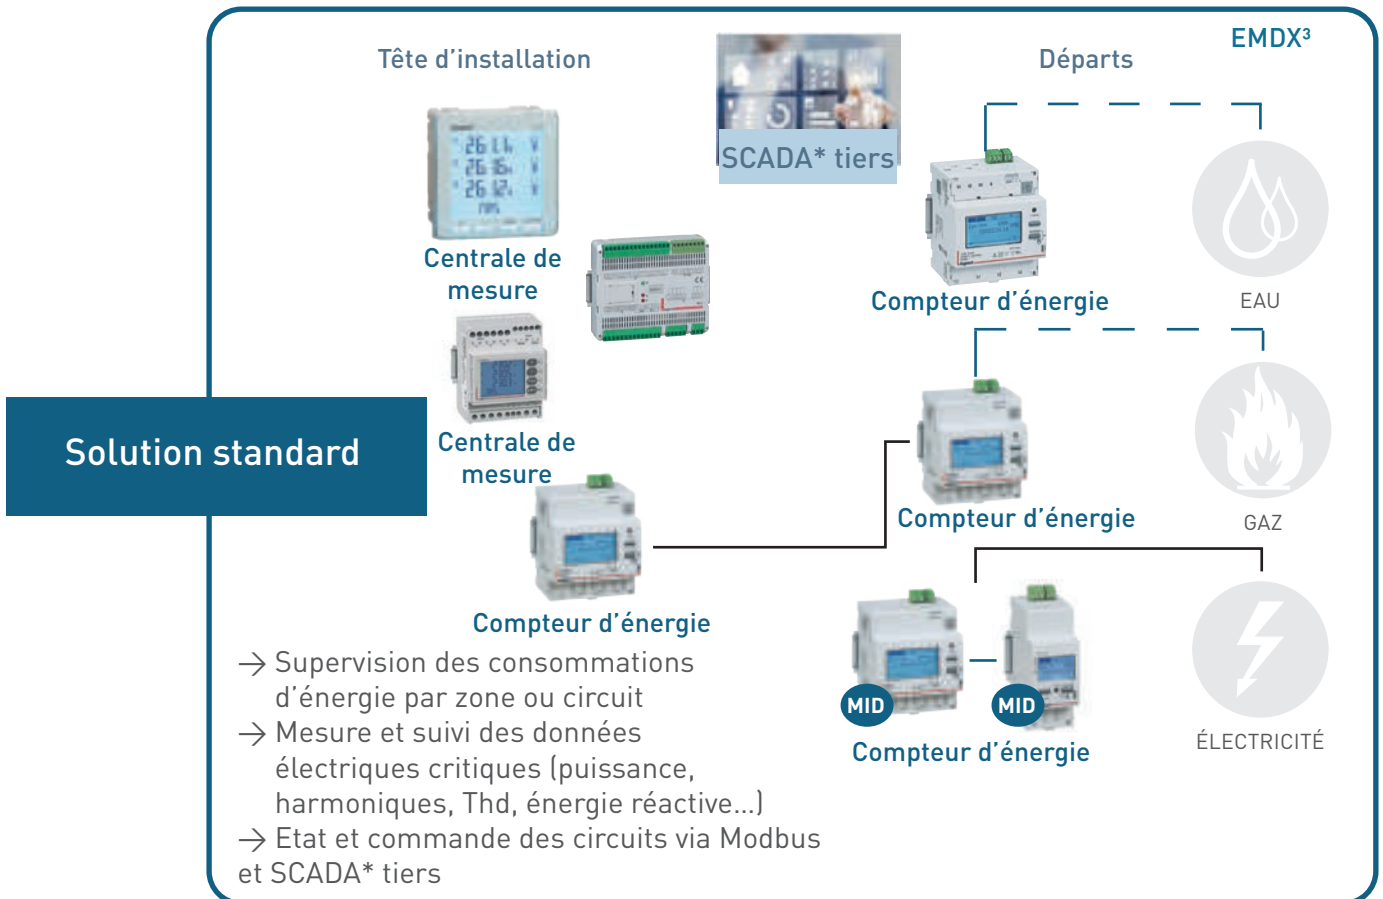 EMDX³
Tête d’installation
Départs
SCADA* tiers
Centrale de
mesure
Compteur d’énergie
EAU
Solution standard
Centrale de
mesure
Compteur d’énergie
GAZ
Compteur d’énergie
MID
MID
Compteur d’énergie
ÉLECTRICITÉ
→ Supervision des consommations
d’énergie par zone ou circuit
→ Mesure et suivi des données
électriques critiques (puissance,
harmoniques, Thd, énergie réactive...)
→ Etat et commande des circuits via Modbus
et SCADA* tiers